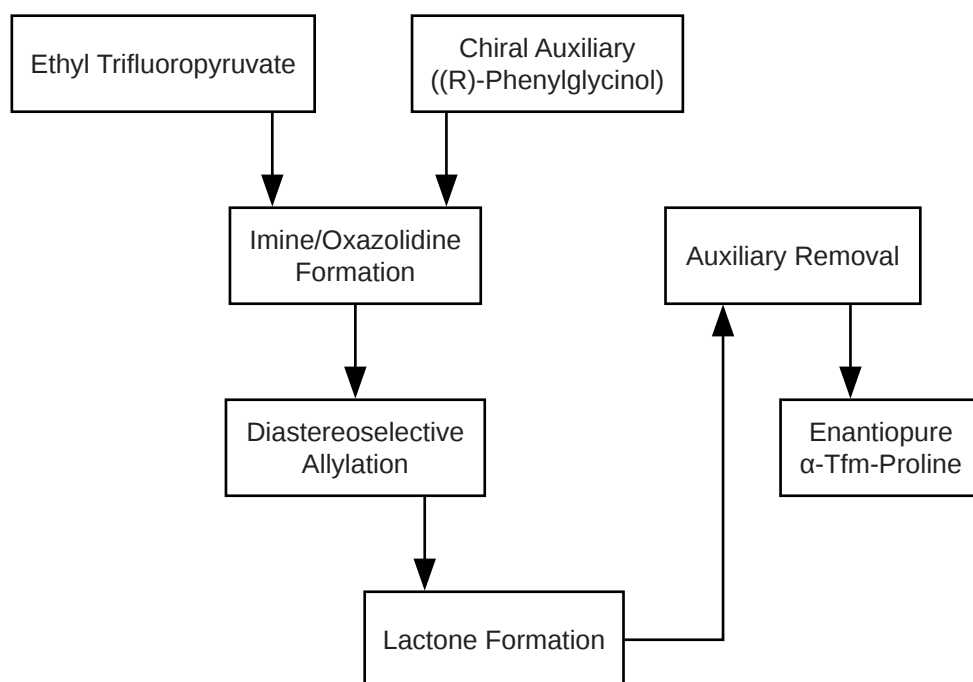 Ethyl Trifluoropyruvate
Chiral Auxiliary
((R)-Phenylglycinol)
Imine/Oxazolidine
Formation
Auxiliary Removal
Diastereoselective
Allylation
Enantiopure
α-Tfm-Proline
Lactone Formation